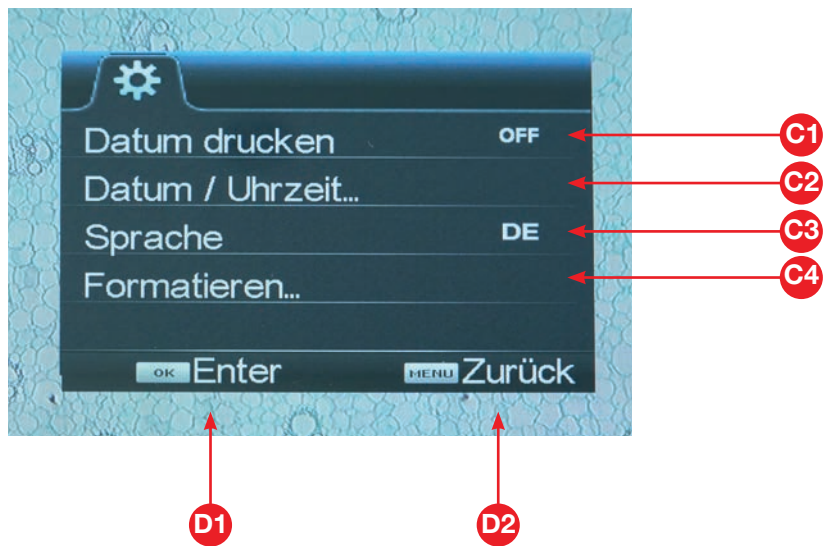 Datum drucken OFF C1
Datum / Uhrzeit... C2
Sprache DE C3
Formatieren... C4
OK Enter MENU Zurück
D1 D2